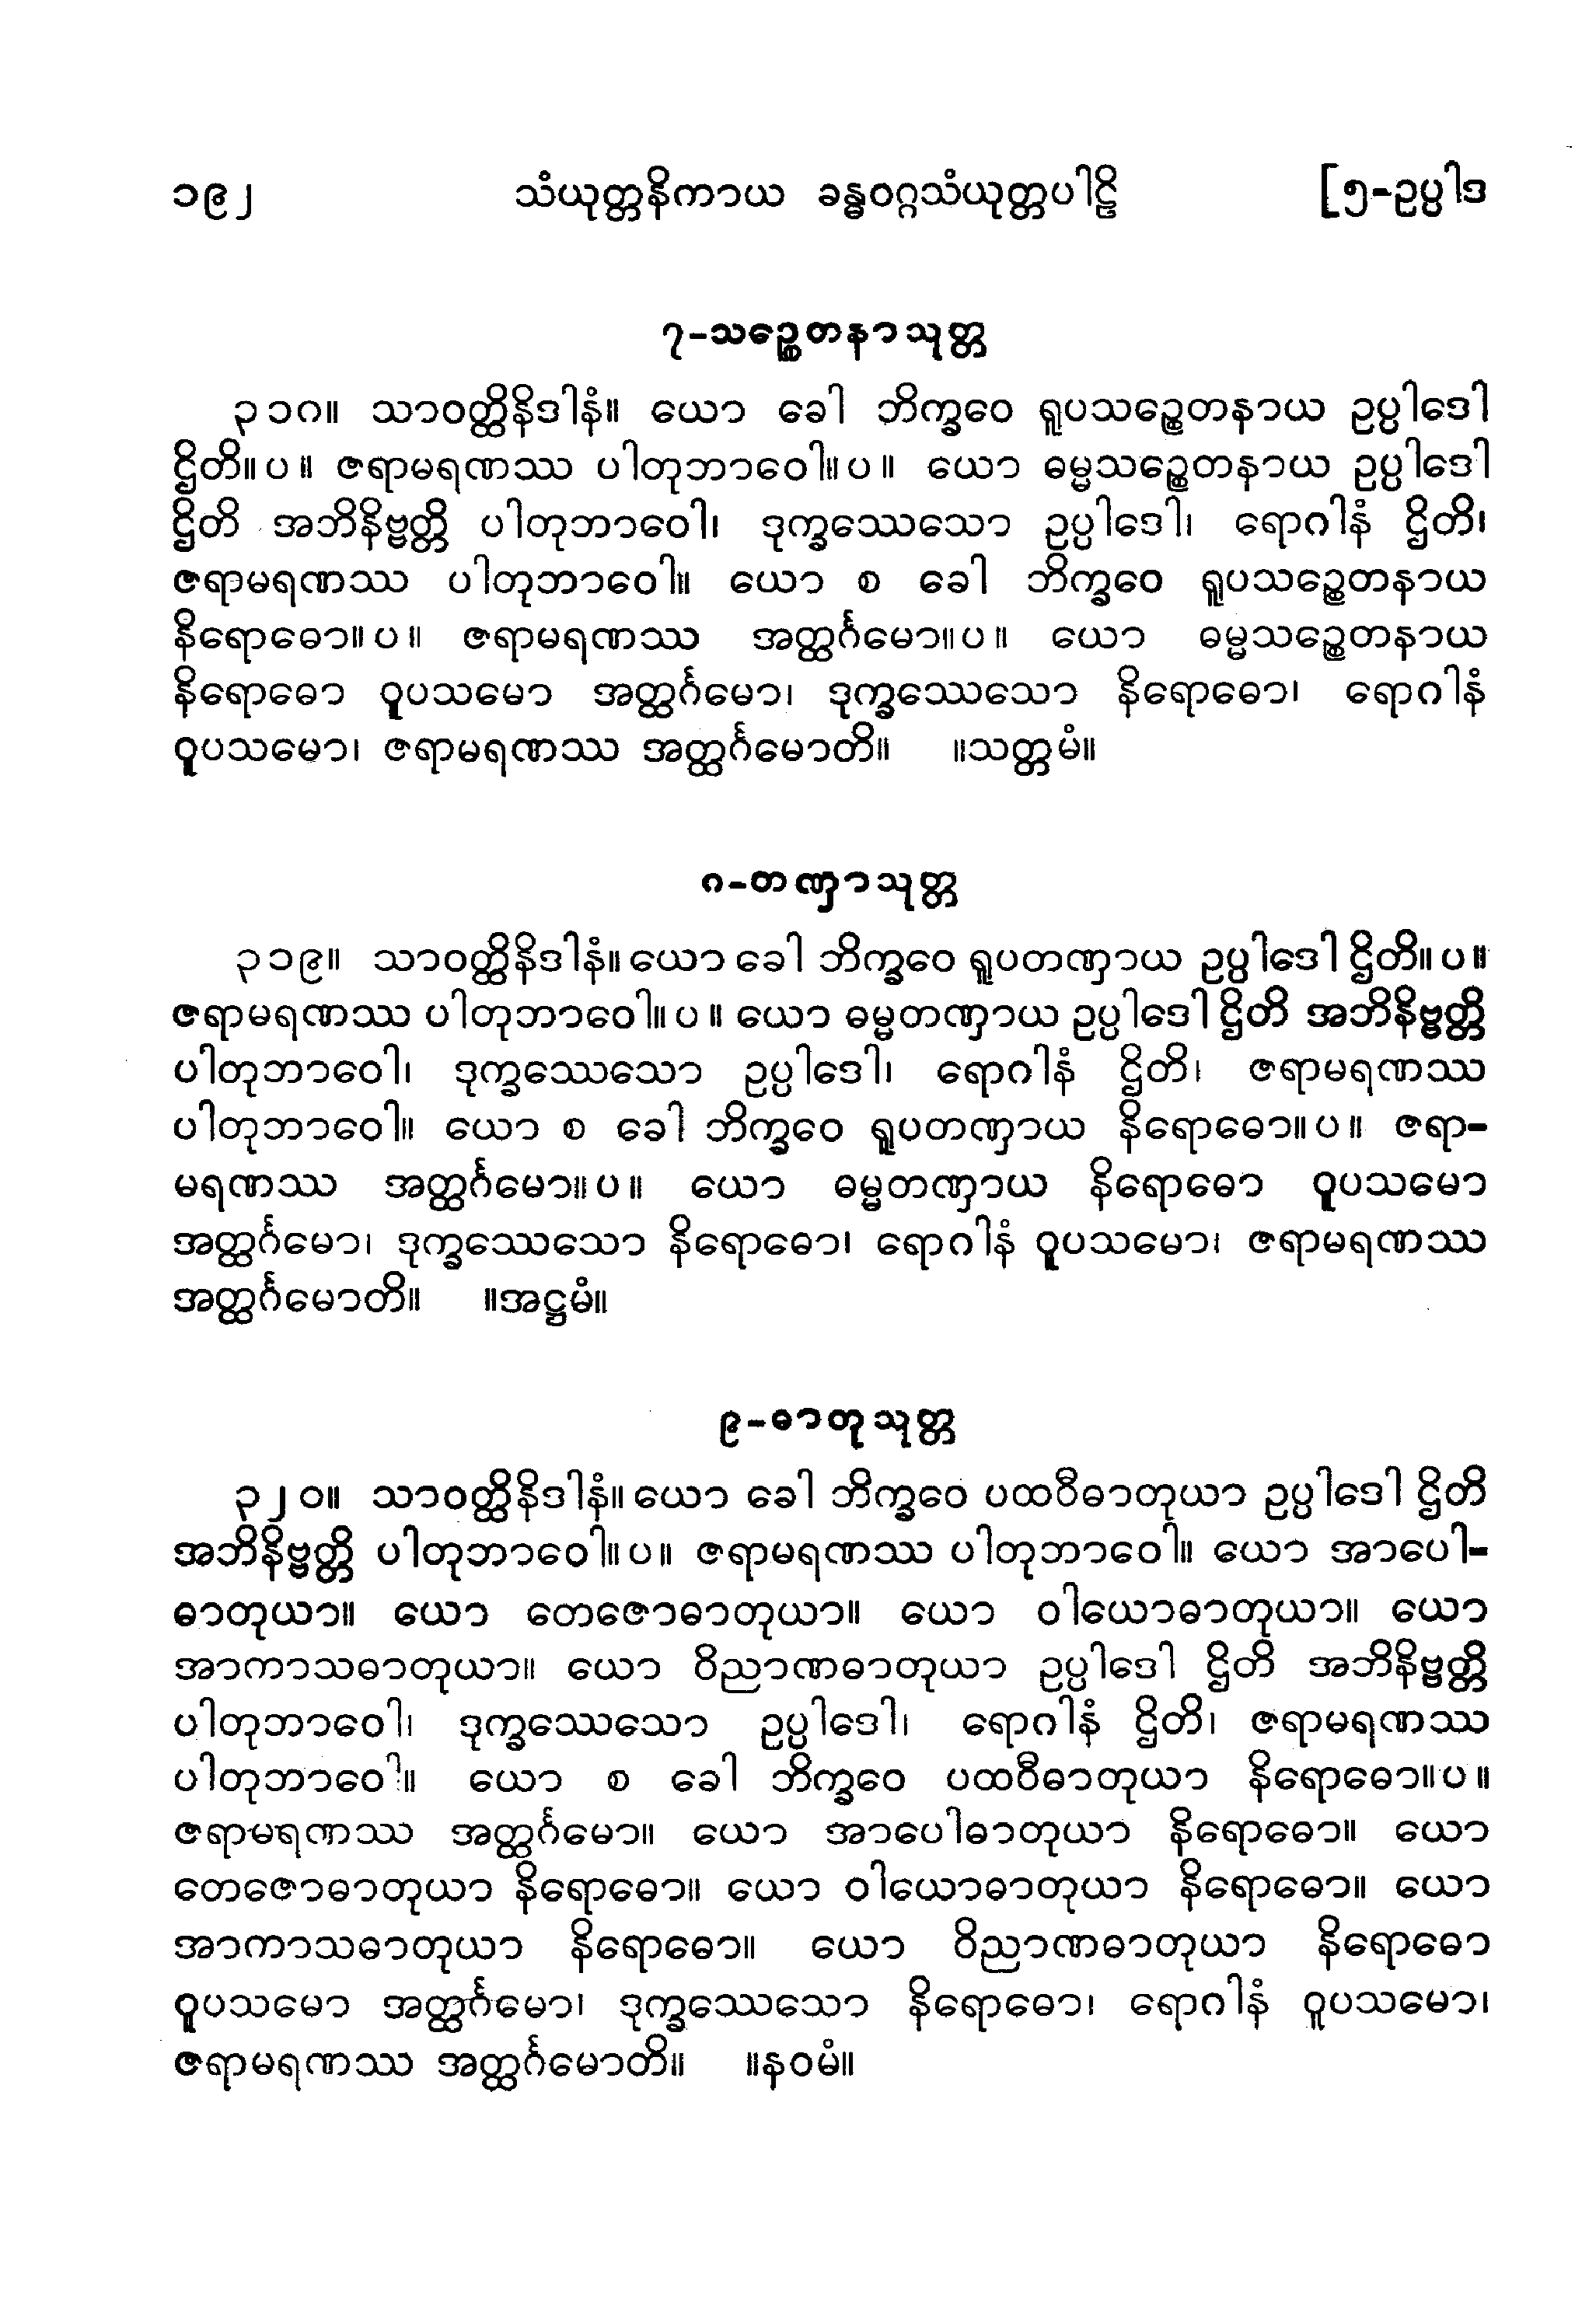 ၁၉၂ သံယုတ္တနိကာယ ခန္ဓဝဂ္ဂသံယုတ္တပါဠိ [၅-ဥပ္ပါဒ
၇-သဉ္စေတနာသုတ္တ
၃၁၈။ သာဝတ္ထိနိဒါနံ။ ယော ခေါ ဘိက္ခဝေ ရူပသဉ္စေတနာယ ဥပ္ပါဒေါ
ဌိတိ။ပ။ ဇရာမရဏဿ ပါတုဘာဝေါ။ပ။ ယော ဓမ္မသဉ္စေတနာယ ဥပ္ပါဒေါ
ဌိတိ အဘိနိဗ္ဗတ္တိ ပါတုဘာဝေါ၊ ဒုက္ခဿေသော ဥပ္ပါဒေါ၊ ရောဂါနံ ဌိတိ၊
ဇရာမရဏဿ ပါတုဘာဝေါ။ ယော စ ခေါ ဘိက္ခဝေ ရူပသဉ္စေတနာယ
နိရောဓော။ပ။ ဇရာမရဏဿ အတ္ထင်္ဂမော။ပ။ ယော ဓမ္မသဉ္စေတနာယ
နိရောဓော ဝူပသမော အတ္ထင်္ဂမော၊ ဒုက္ခဿေသော နိရောဓော၊ ရောဂါနံ
ဝူပသမော၊ ဇရာမရဏဿ အတ္ထင်္ဂမောတိ။ ။သတ္တမံ။
၈-တဏှာသုတ္တ
၃၁၉။ သာဝတ္ထိနိဒါနံ။ ယော ခေါ ဘိက္ခဝေ ရူပတဏှာယ ဥပ္ပါဒေါ ဌိတိ။ပ။
ဇရာမရဏဿ ပါတုဘာဝေါ။ပ။ ယော ဓမ္မတဏှာယ ဥပ္ပါဒေါ ဌိတိ အဘိနိဗ္ဗတ္တိ
ပါတုဘာဝေါ၊ ဒုက္ခဿေသော ဥပ္ပါဒေါ၊ ရောဂါနံ ဌိတိ၊ ဇရာမရဏဿ
ပါတုဘာဝေါ။ ယော စ ခေါ ဘိက္ခဝေ ရူပတဏှာယ နိရောဓော။ပ။ ဇရာ-
မရဏဿ အတ္ထင်္ဂမော။ပ။ ယော ဓမ္မတဏှာယ နိရောဓော ဝူပသမော
အတ္ထင်္ဂမော၊ ဒုက္ခဿေသော နိရောဓော၊ ရောဂါနံ ဝူပသမော၊ ဇရာမရဏဿ
အတ္ထင်္ဂမောတိ။ ။အဋ္ဌမံ။
၉-ဓာတုသုတ္တ
၃၂၀။ သာဝတ္ထိနိဒါနံ။ ယော ခေါ ဘိက္ခဝေ ပထဝီဓာတုယာ ဥပ္ပါဒေါ ဌိတိ
အဘိနိဗ္ဗတ္တိ ပါတုဘာဝေါ။ပ။ ဇရာမရဏဿ ပါတုဘာဝေါ။ ယော အာပေါ-
ဓာတုယာ။ ယော တေဇောဓာတုယာ။ ယော ဝါယောဓာတုယာ။ ယော
အာကာသဓာတုယာ။ ယော ဝိညာဏဓာတုယာ ဥပ္ပါဒေါ ဌိတိ အဘိနိဗ္ဗတ္တိ
ပါတုဘာဝေါ၊ ဒုက္ခဿေသော ဥပ္ပါဒေါ၊ ရောဂါနံ ဌိတိ၊ ဇရာမရဏဿ
ပါတုဘာဝေါ။ ယော စ ခေါ ဘိက္ခဝေ ပထဝီဓာတုယာ နိရောဓော။ပ။
ဇရာမရဏဿ အတ္ထင်္ဂမော။ ယော အာပေါဓာတုယာ နိရောဓော။ ယော
တေဇောဓာတုယာ နိရောဓော။ ယော ဝါယောဓာတုယာ နိရောဓော။ ယော
အာကာသဓာတုယာ နိရောဓော။ ယော ဝိညာဏဓာတုယာ နိရောဓော
ဝူပသမော အတ္ထင်္ဂမော၊ ဒုက္ခဿေသော နိရောဓော၊ ရောဂါနံ ဝူပသမော၊
ဇရာမရဏဿ အတ္ထင်္ဂမောတိ။ ။နဝမံ။